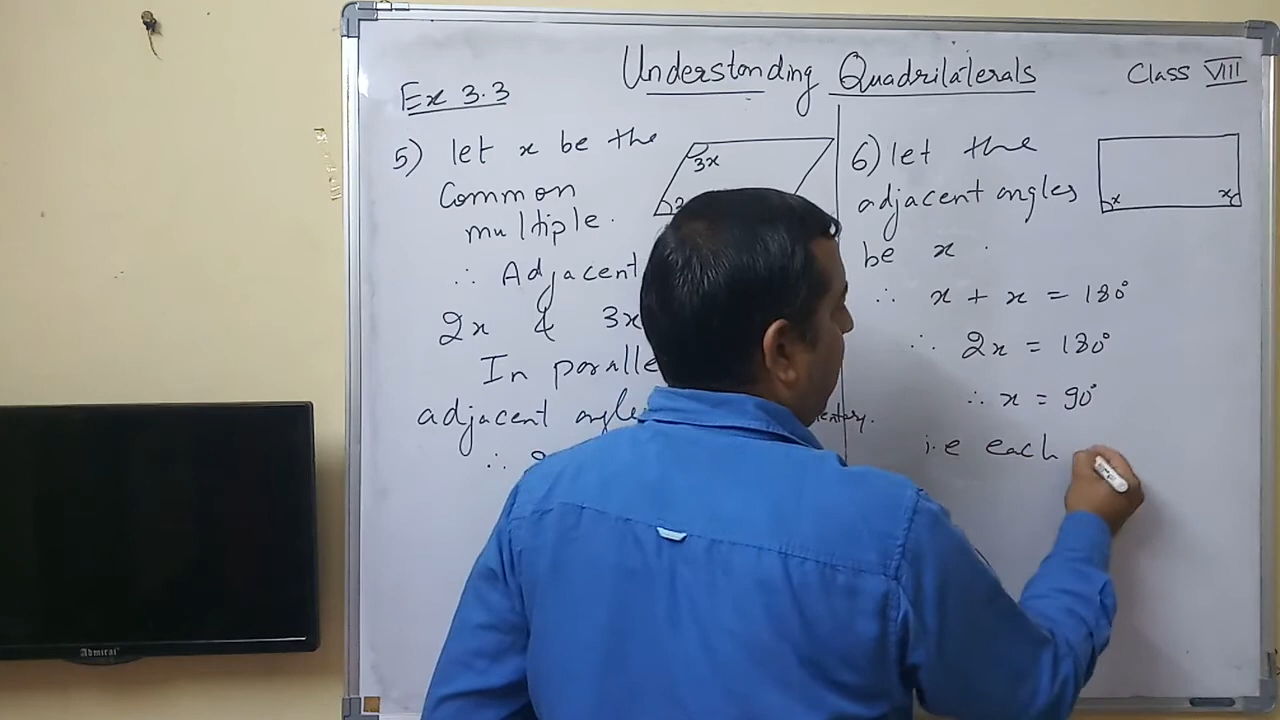 Understanding Quadrilaterals
Class VIII
Ex 3.3
5) let x be the
Common
multiple.
∴ Adjacent
2x & 3x
In paralle
adjacent angle
∴
3x
6) let the
adjacent angles
be x.
∴ x + x = 180°
∴ 2x = 180°
∴ x = 90°
i.e each
x
x
Admiral